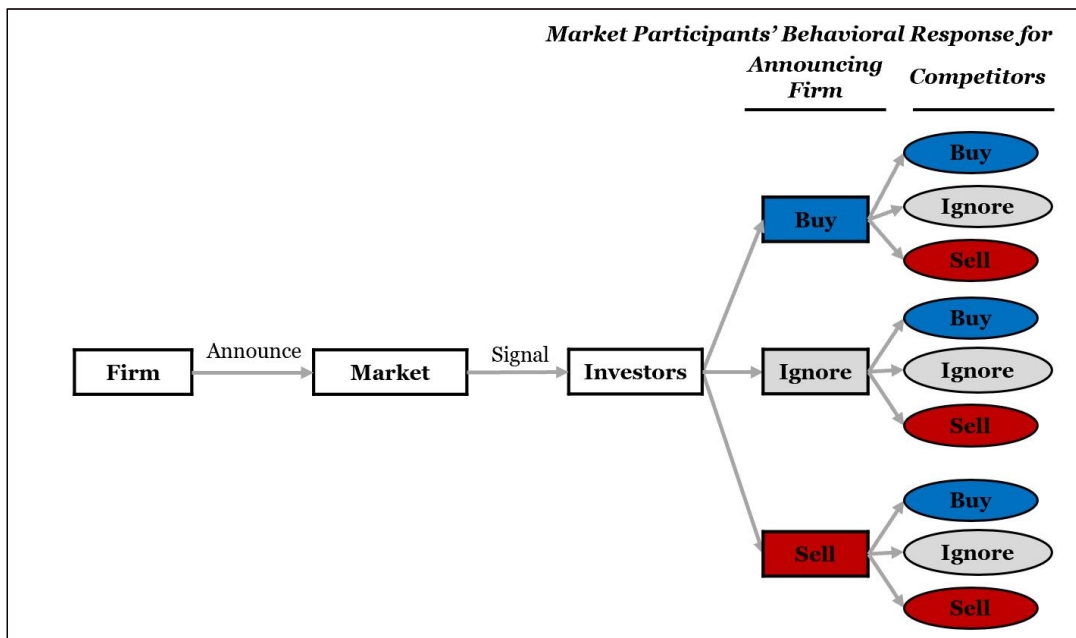 Market Participants' Behavioral Response for
Announcing
Firm
Competitors
Buy
Ignore
Sell
Buy
Buy
Ignore
Sell
Firm
Announce
Market
Signal
Investors
Ignore
Buy
Ignore
Sell
Sell